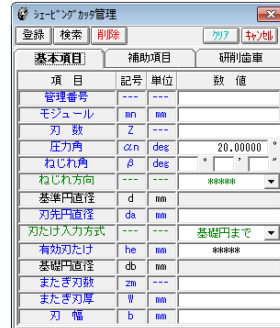 ｼｪｰﾋﾞﾝｸﾞｶｯﾀ管理
登録 検索 削除 ｸﾘｱ ｷｬﾝｾﾙ
基本項目 補助項目 研削歯車
項　目 記号 単位 数　値
管理番号 --- ---
モジュール mn mm
刃　数 Z ---
圧力角 αn deg 20.00000 °
ねじれ角 β deg ° ′ ″
ねじれ方向 --- --- *****
基準円直径 d mm
刃先円直径 da mm
刃たけ入力方式 --- --- 基礎円まで
有効刃たけ he mm *****
基礎円直径 db mm
またぎ刃数 zm ---
またぎ刃厚 W mm
刃　幅 b mm